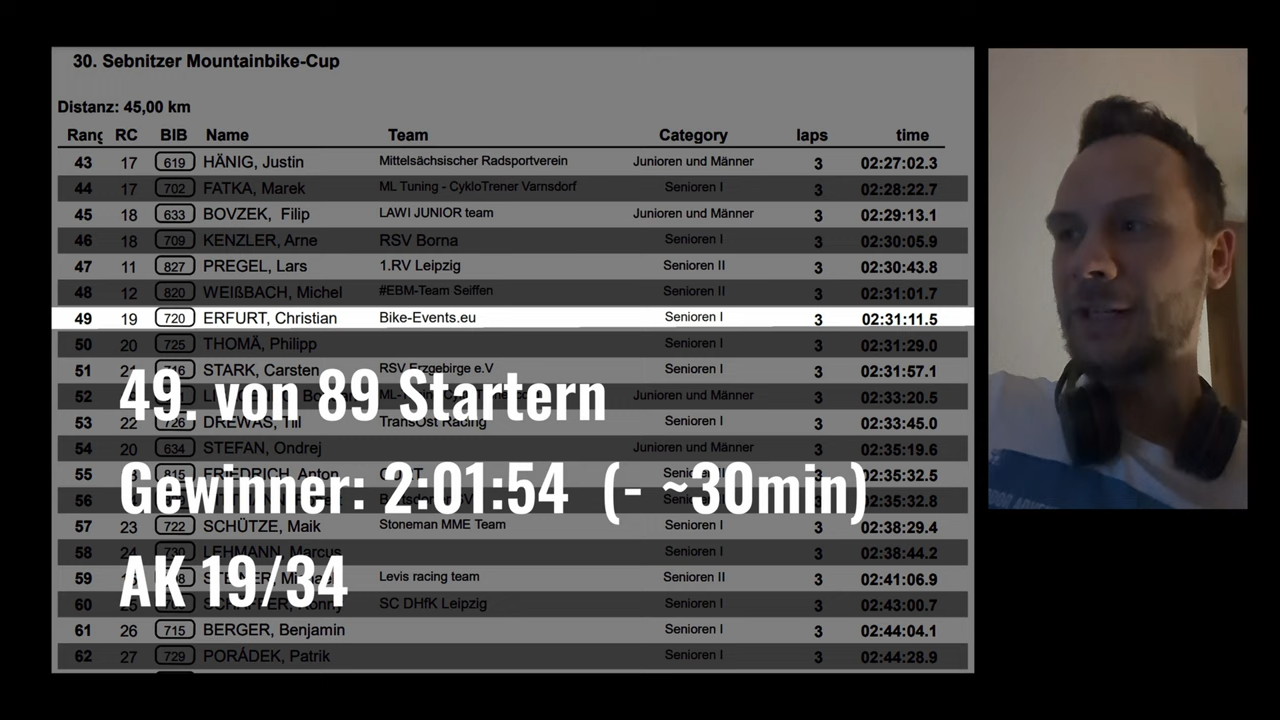 30. Sebnitzer Mountainbike-Cup
Distanz: 45,00 km
Rang RC BIB Name Team Category laps time
43 17 619 HÄNIG, Justin Mittelsächsischer Radsportverein Junioren und Männer 3 02:27:02.3
44 17 702 FATKA, Marek ML Tuning - CykloTrener Varnsdorf Senioren I 3 02:28:22.7
45 18 633 BOVZEK, Filip LAWI JUNIOR team Junioren und Männer 3 02:29:13.1
46 18 709 KENZLER, Arne RSV Borna Senioren I 3 02:30:05.9
47 11 827 PREGEL, Lars 1.RV Leipzig Senioren II 3 02:30:43.8
48 12 820 WEIßBACH, Michel #EBM-Team Seiffen Senioren II 3 02:31:01.7
49 19 720 ERFURT, Christian Bike-Events.eu Senioren I 3 02:31:11.5
50 20 725 THOMÄ, Philipp Senioren I 3 02:31:29.0
51 STARK, Carsten RSV Erzgebirge e.V Senioren I 3 02:31:57.1
49. von 89 Startern
52 Junioren und Männer 3 02:33:20.5
53 22 726 DREWAS, Till TransOst Racing Senioren I 3 02:33:45.0
54 20 634 STEFAN, Ondrej Junioren und Männer 3 02:35:19.6
55 815 FRIEDRICH, Anton 3 02:35:32.5
Gewinner: 2:01:54 (- ~30min)
56 02:35:32.8
57 23 722 SCHÜTZE, Maik Stoneman MME Team Senioren I 3 02:38:29.4
58 24 730 LEHMANN, Marcus Senioren I 3 02:38:44.2
59 Levis racing team Senioren II 3 02:41:06.9
AK 19/34
60 SC DHfK Leipzig Senioren I 3 02:43:00.7
61 26 715 BERGER, Benjamin Senioren I 3 02:44:04.1
62 27 729 PORÁDEK, Patrik Senioren I 3 02:44:28.9